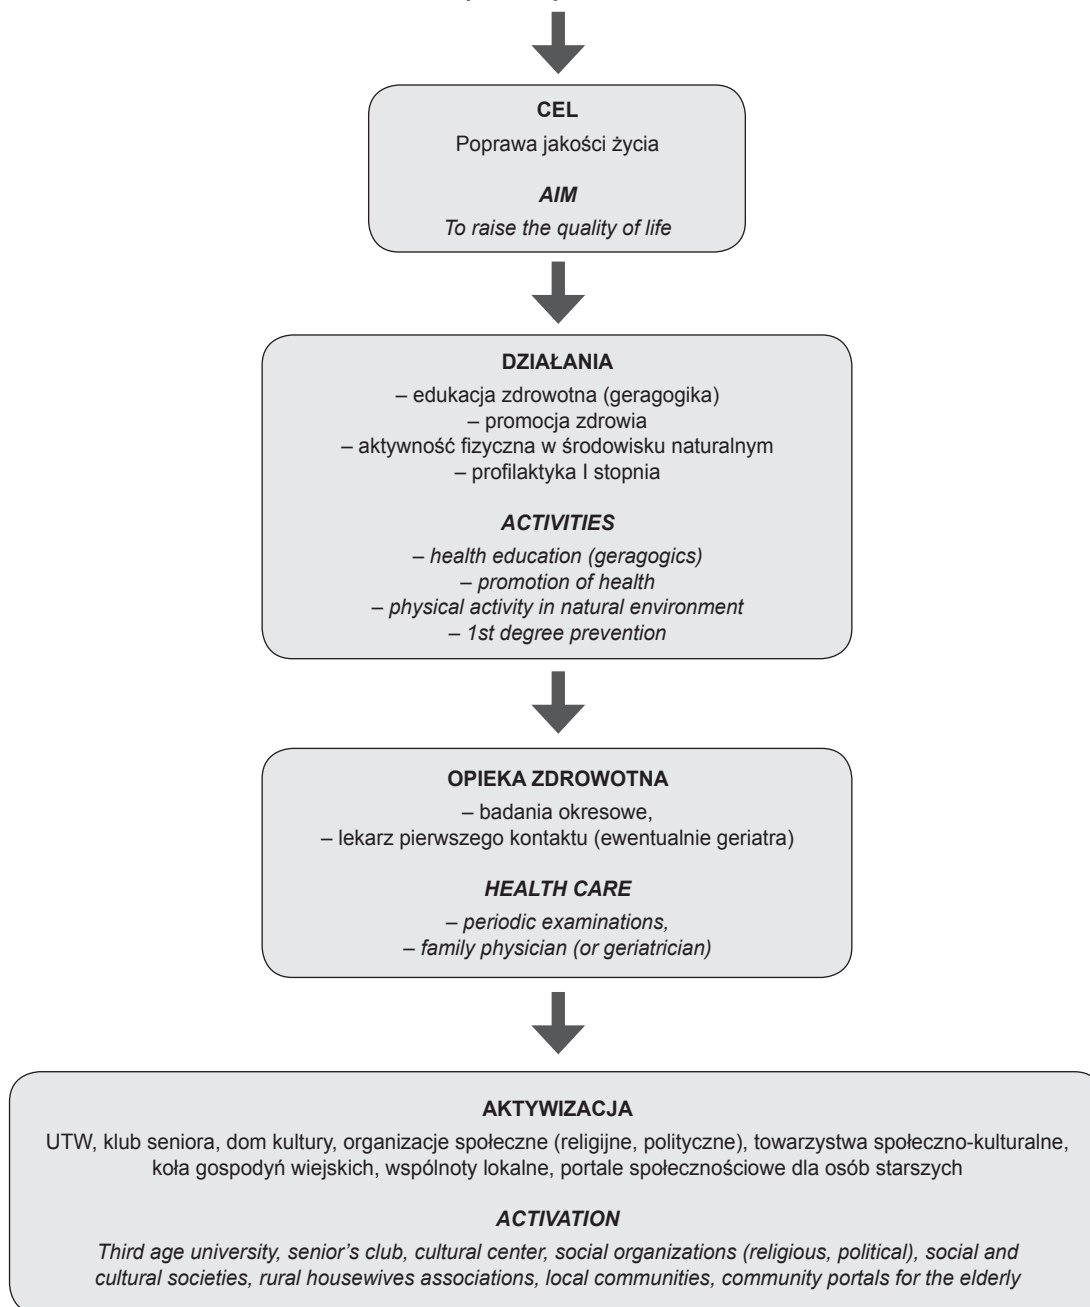 CEL
Poprawa jakości życia
AIM
To raise the quality of life
DZIAŁANIA
– edukacja zdrowotna (geragogika)
– promocja zdrowia
– aktywność fizyczna w środowisku naturalnym
– profilaktyka I stopnia
ACTIVITIES
– health education (geragogics)
– promotion of health
– physical activity in natural environment
– 1st degree prevention
OPIEKA ZDROWOTNA
– badania okresowe,
– lekarz pierwszego kontaktu (ewentualnie geriatra)
HEALTH CARE
– periodic examinations,
– family physician (or geriatrician)
AKTYWIZACJA
UTW, klub seniora, dom kultury, organizacje społeczne (religijne, polityczne), towarzystwa społeczno-kulturalne,
koła gospodyń wiejskich, wspólnoty lokalne, portale społecznościowe dla osób starszych
ACTIVATION
Third age university, senior's club, cultural center, social organizations (religious, political), social and
cultural societies, rural housewives associations, local communities, community portals for the elderly